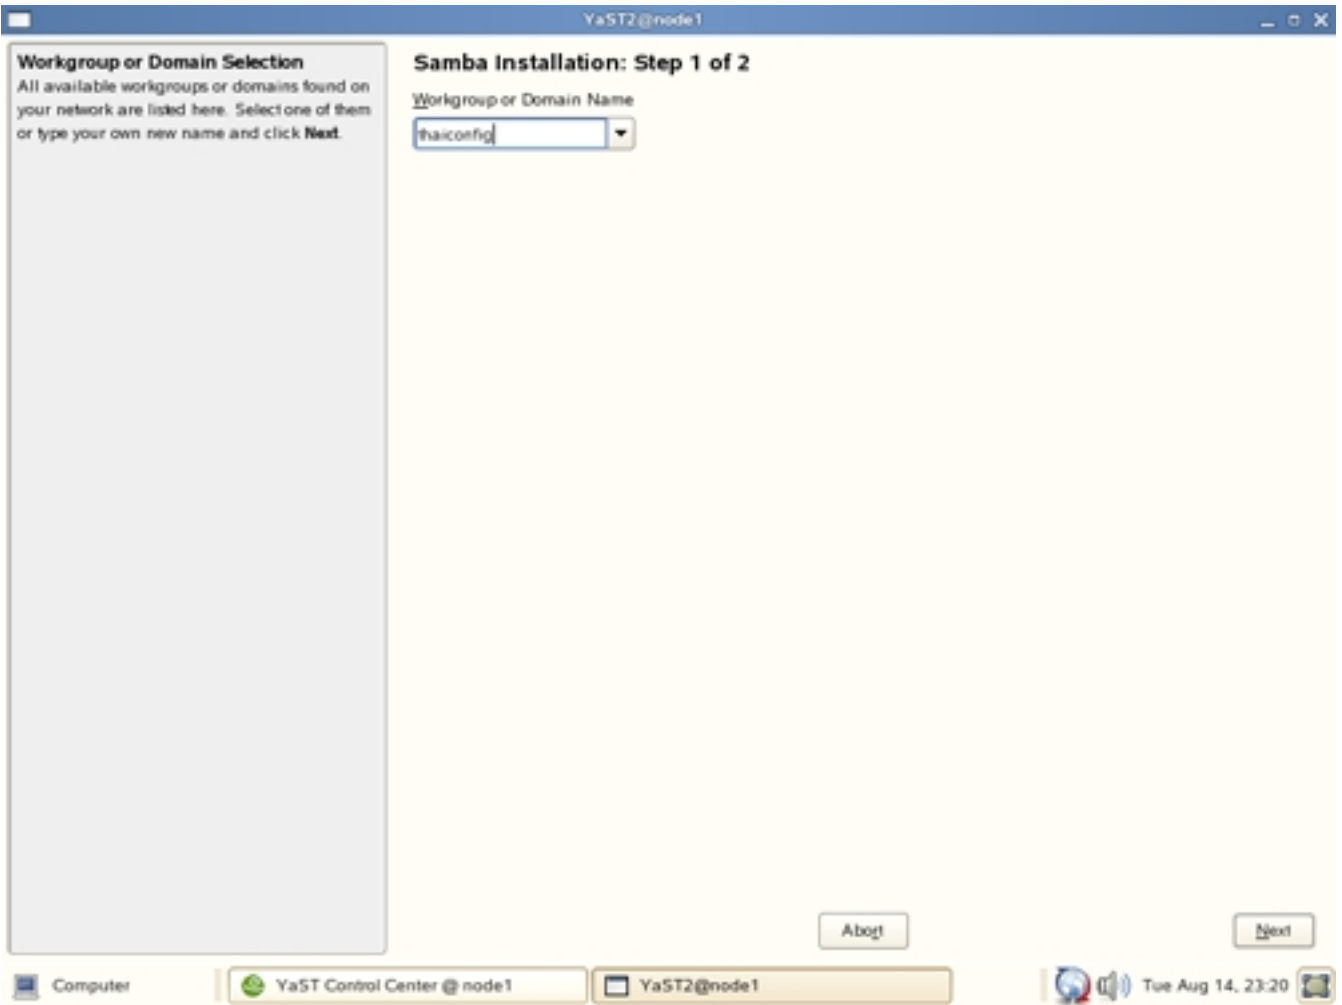 YaST2@node1
Workgroup or Domain Selection
All available workgroups or domains found on
your network are listed here. Select one of them
or type your own new name and click Next.
Samba Installation: Step 1 of 2
Workgroup or Domain Name
thaiconfig
Abort
Next
Computer
YaST Control Center @ node1
YaST2@node1
Tue Aug 14, 23:20